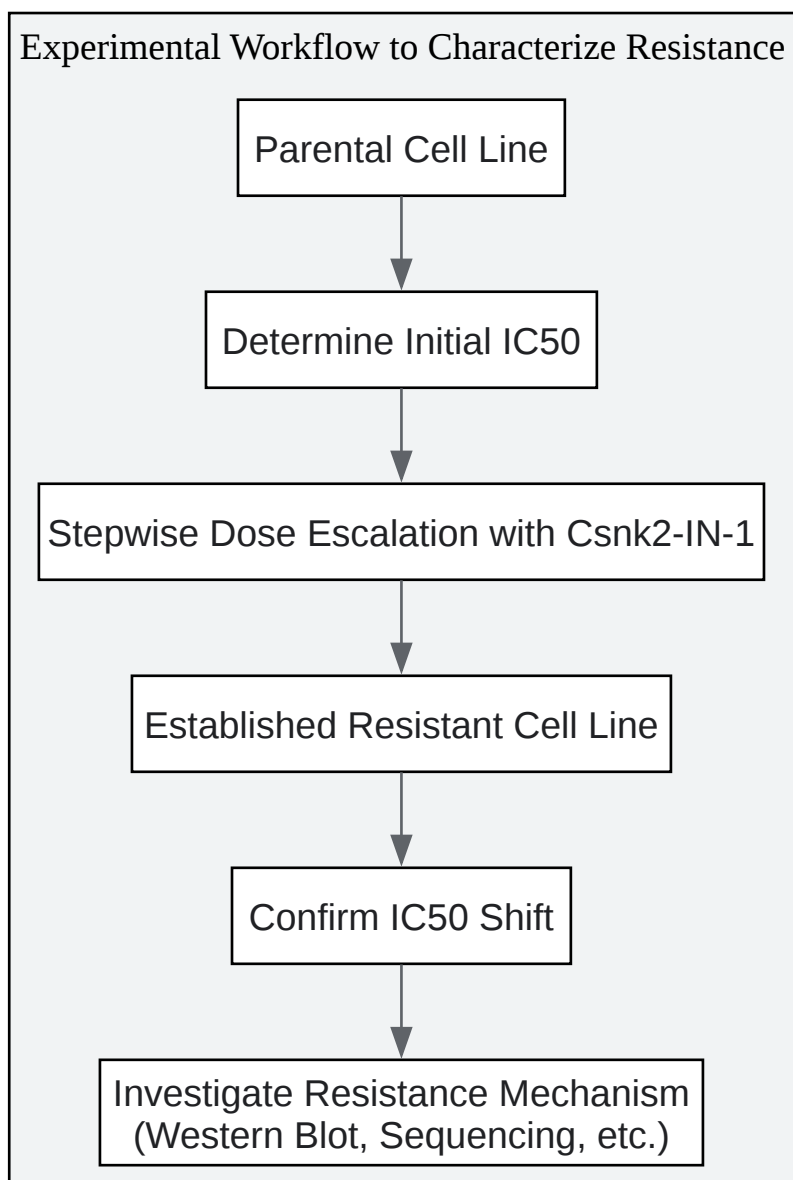 Experimental Workflow to Characterize Resistance
Parental Cell Line
Determine Initial IC50
Stepwise Dose Escalation with Csnk2-IN-1
Established Resistant Cell Line
Confirm IC50 Shift
Investigate Resistance Mechanism
(Western Blot, Sequencing, etc.)